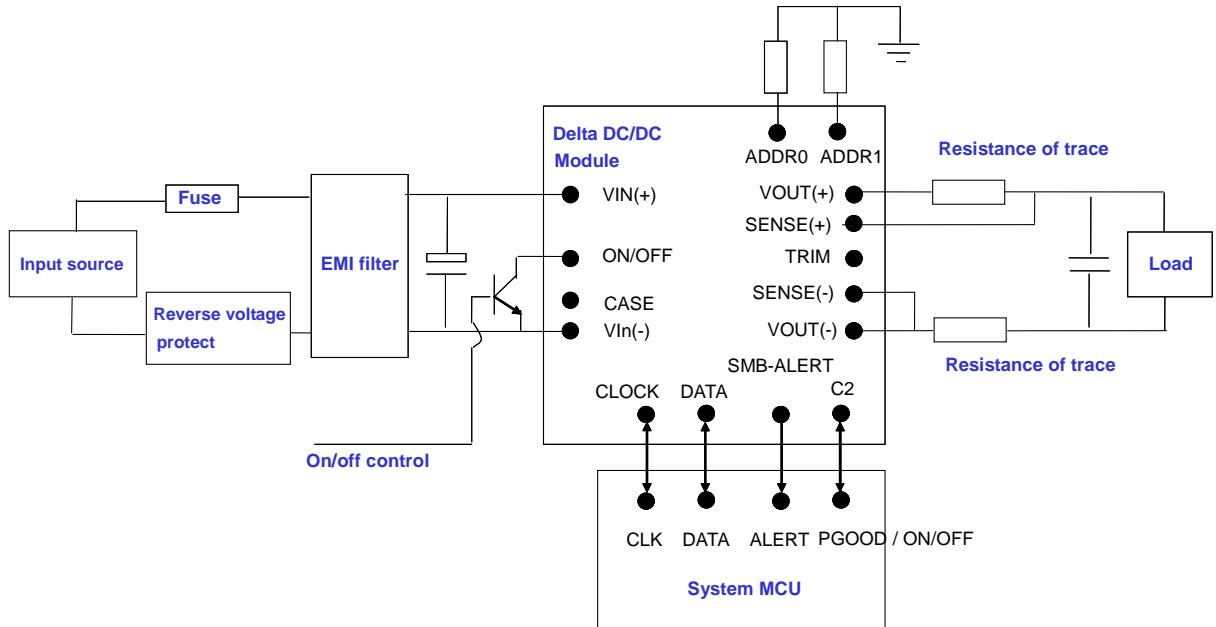 Delta DC/DC
Module
ADDR0 ADDR1
Resistance of trace
Fuse
VIN(+)
VOUT(+)
SENSE(+)
Input source
EMI filter
ON/OFF
TRIM
Load
CASE
SENSE(-)
Reverse voltage
protect
VIn(-)
VOUT(-)
SMB-ALERT
Resistance of trace
CLOCK DATA
C2
On/off control
CLK DATA ALERT PGOOD / ON/OFF
System MCU